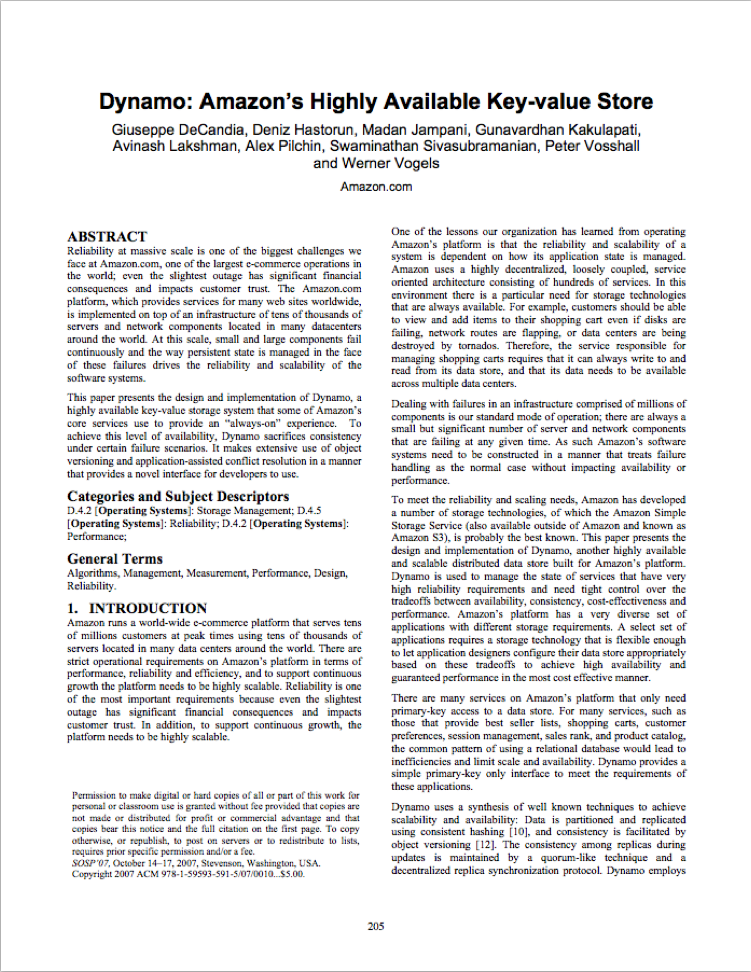 Dynamo: Amazon's Highly Available Key-value Store
Giuseppe DeCandia, Deniz Hastorun, Madan Jampani, Gunavardhan Kakulapati,
Avinash Lakshman, Alex Pilchin, Swaminathan Sivasubramanian, Peter Vosshall
and Werner Vogels
Amazon.com
ABSTRACT
Reliability at massive scale is one of the biggest challenges we
face at Amazon.com, one of the largest e-commerce operations in
the world; even the slightest outage has significant financial
consequences and impacts customer trust. The Amazon.com
platform, which provides services for many web sites worldwide,
is implemented on top of an infrastructure of tens of thousands of
servers and network components located in many datacenters
around the world. At this scale, small and large components fail
continuously and the way persistent state is managed in the face
of these failures drives the reliability and scalability of the
software systems.
This paper presents the design and implementation of Dynamo, a
highly available key-value storage system that some of Amazon's
core services use to provide an "always-on" experience. To
achieve this level of availability, Dynamo sacrifices consistency
under certain failure scenarios. It makes extensive use of object
versioning and application-assisted conflict resolution in a manner
that provides a novel interface for developers to use.
Categories and Subject Descriptors
D.4.2 [Operating Systems]: Storage Management; D.4.5
[Operating Systems]: Reliability; D.4.2 [Operating Systems]:
Performance;
General Terms
Algorithms, Management, Measurement, Performance, Design,
Reliability.
1. INTRODUCTION
Amazon runs a world-wide e-commerce platform that serves tens
of millions customers at peak times using tens of thousands of
servers located in many data centers around the world. There are
strict operational requirements on Amazon's platform in terms of
performance, reliability and efficiency, and to support continuous
growth the platform needs to be highly scalable. Reliability is one
of the most important requirements because even the slightest
outage has significant financial consequences and impacts
customer trust. In addition, to support continuous growth, the
platform needs to be highly scalable.
Permission to make digital or hard copies of all or part of this work for
personal or classroom use is granted without fee provided that copies are
not made or distributed for profit or commercial advantage and that
copies bear this notice and the full citation on the first page. To copy
otherwise, or republish, to post on servers or to redistribute to lists,
requires prior specific permission and/or a fee.
SOSP'07, October 14–17, 2007, Stevenson, Washington, USA.
Copyright 2007 ACM 978-1-59593-591-5/07/0010...$5.00.
One of the lessons our organization has learned from operating
Amazon's platform is that the reliability and scalability of a
system is dependent on how its application state is managed.
Amazon uses a highly decentralized, loosely coupled, service
oriented architecture consisting of hundreds of services. In this
environment there is a particular need for storage technologies
that are always available. For example, customers should be able
to view and add items to their shopping cart even if disks are
failing, network routes are flapping, or data centers are being
destroyed by tornados. Therefore, the service responsible for
managing shopping carts requires that it can always write to and
read from its data store, and that its data needs to be available
across multiple data centers.
Dealing with failures in an infrastructure comprised of millions of
components is our standard mode of operation; there are always a
small but significant number of server and network components
that are failing at any given time. As such Amazon's software
systems need to be constructed in a manner that treats failure
handling as the normal case without impacting availability or
performance.
To meet the reliability and scaling needs, Amazon has developed
a number of storage technologies, of which the Amazon Simple
Storage Service (also available outside of Amazon and known as
Amazon S3), is probably the best known. This paper presents the
design and implementation of Dynamo, another highly available
and scalable distributed data store built for Amazon's platform.
Dynamo is used to manage the state of services that have very
high reliability requirements and need tight control over the
tradeoffs between availability, consistency, cost-effectiveness and
performance. Amazon's platform has a very diverse set of
applications with different storage requirements. A select set of
applications requires a storage technology that is flexible enough
to let application designers configure their data store appropriately
based on these tradeoffs to achieve high availability and
guaranteed performance in the most cost effective manner.
There are many services on Amazon's platform that only need
primary-key access to a data store. For many services, such as
those that provide best seller lists, shopping carts, customer
preferences, session management, sales rank, and product catalog,
the common pattern of using a relational database would lead to
inefficiencies and limit scale and availability. Dynamo provides a
simple primary-key only interface to meet the requirements of
these applications.
Dynamo uses a synthesis of well known techniques to achieve
scalability and availability: Data is partitioned and replicated
using consistent hashing [10], and consistency is facilitated by
object versioning [12]. The consistency among replicas during
updates is maintained by a quorum-like technique and a
decentralized replica synchronization protocol. Dynamo employs
205